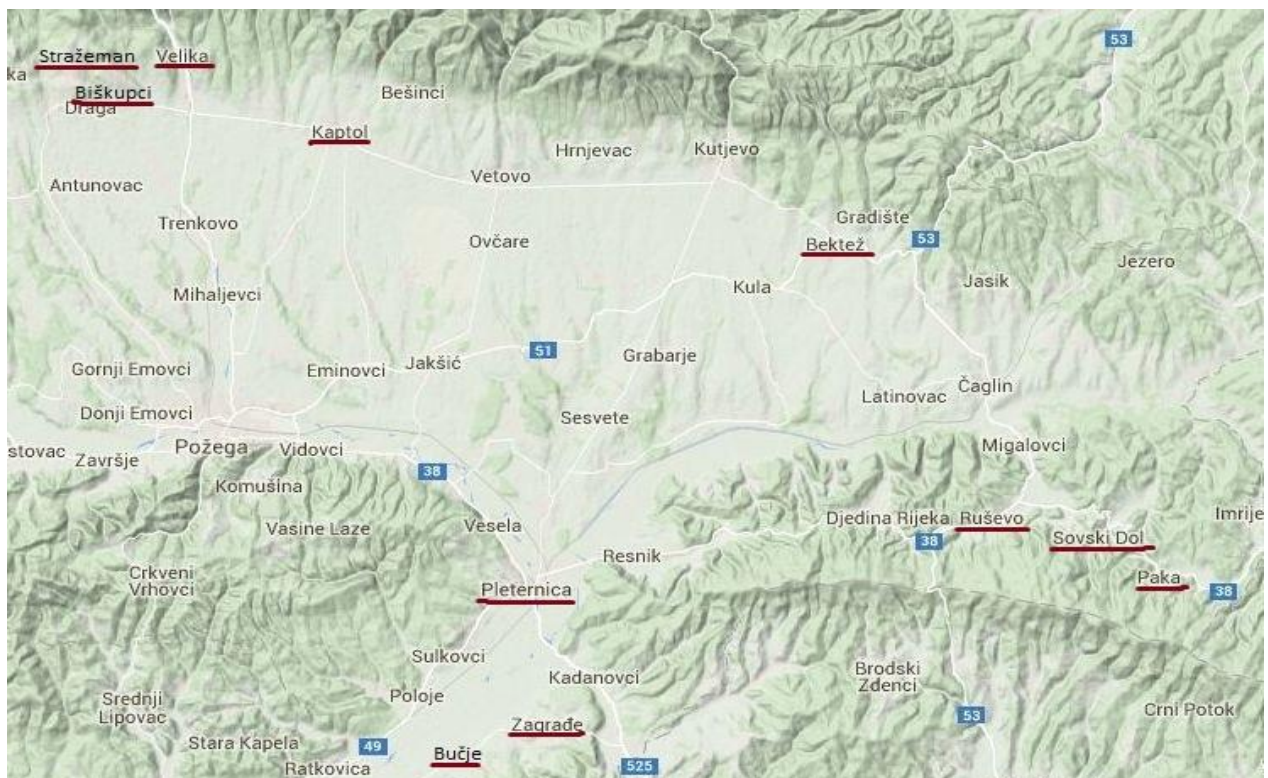 53
Stražeman
Velika
ka
Biškupci
Draga
Bešinci
Kaptol
Hrnjevac
Kutjevo
Vetovo
Antunovac
Trenkovo
Gradište
Ovčare
Bektež
53
Jezero
Kula
Jasik
Mihaljevci
51
Grabarje
Jakšić
Gornji Emovci
Eminovci
Čaglin
Latinovac
Donji Emovci
Sesvete
Požega
Vidovci
Migalovci
stovac
Završje
38
Komušina
Vasine Laze
Vesela
Djedina Rijeka
Ruševo
Imrije
Sovski Dol
38
Resnik
Crkveni
Vrhovci
Paka
38
Pleternica
Sulkovci
Kadanovci
Brodski
Zdenci
Poloje
Srednji
Lipovac
Crni Potok
Zagrađe
53
Stara Kapela
49
Bučje
Ratkovica
525